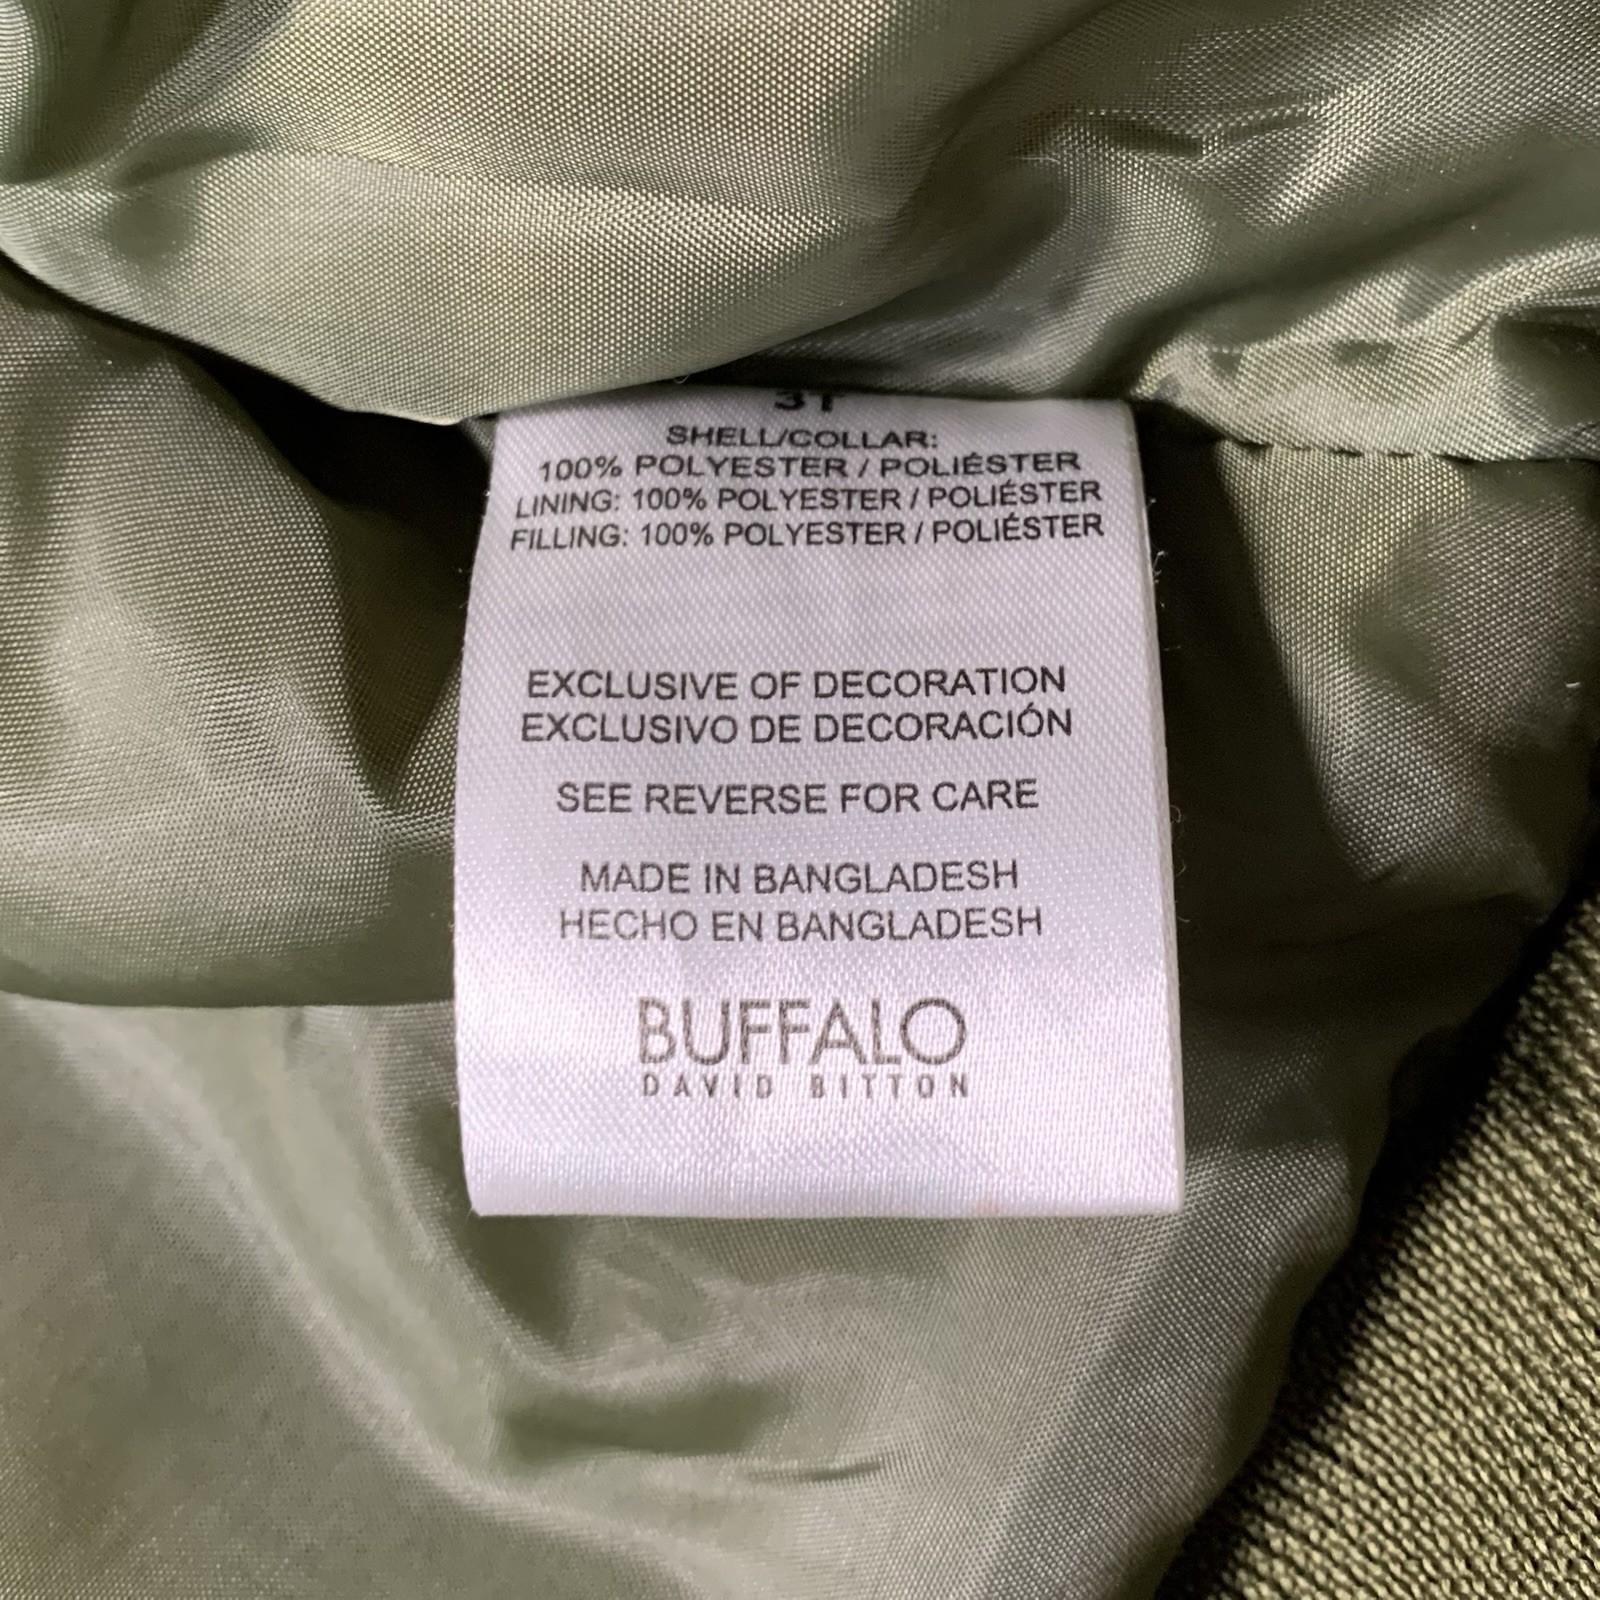 3T
SHELL/COLLAR:
100% POLYESTER / POLIÉSTER
LINING: 100% POLYESTER / POLIÉSTER
FILLING: 100% POLYESTER / POLIÉSTER
EXCLUSIVE OF DECORATION
EXCLUSIVO DE DECORACIÓN
SEE REVERSE FOR CARE
MADE IN BANGLADESH
HECHO EN BANGLADESH
BUFFALO
DAVID BITTON